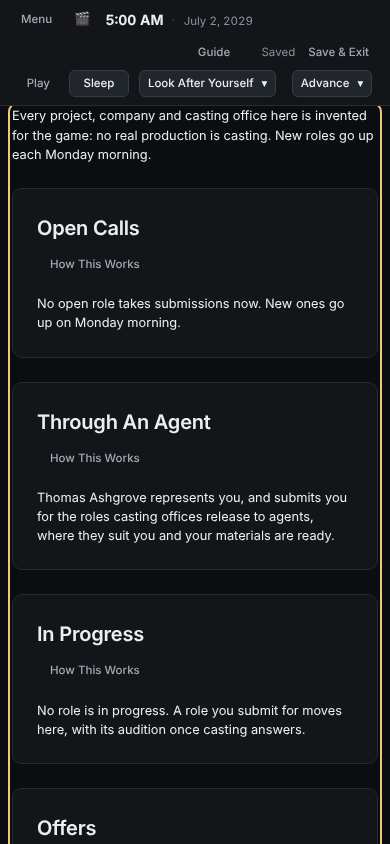 Menu 🎬 5:00 AM · July 2, 2029
Guide Saved Save & Exit
Play Sleep Look After Yourself ▾ Advance ▾
Every project, company and casting office here is invented
for the game: no real production is casting. New roles go up
each Monday morning.
Open Calls
How This Works
No open role takes submissions now. New ones go
up on Monday morning.
Through An Agent
How This Works
Thomas Ashgrove represents you, and submits you
for the roles casting offices release to agents,
where they suit you and your materials are ready.
In Progress
How This Works
No role is in progress. A role you submit for moves
here, with its audition once casting answers.
Offers